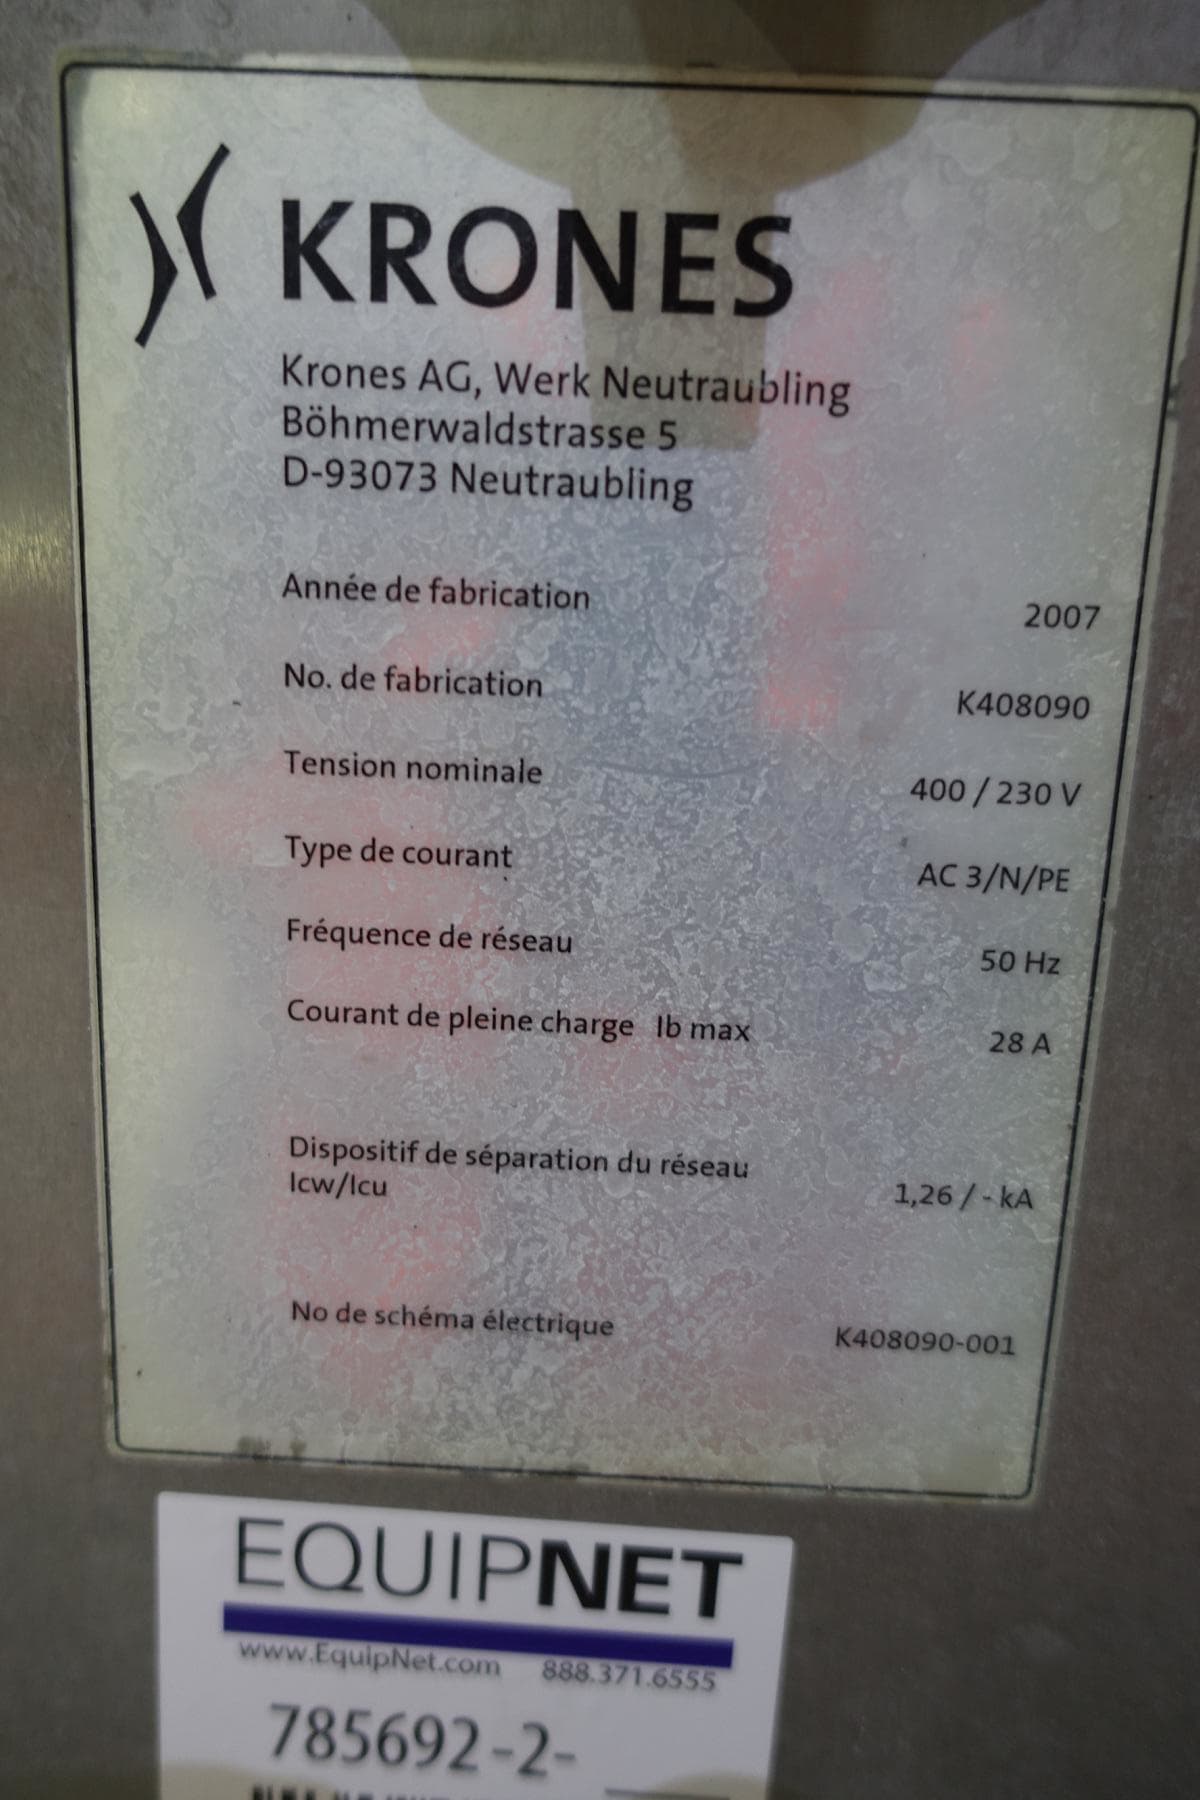 KRONES
Krones AG, Werk Neutraubling
Böhmerwaldstrasse 5
D-93073 Neutraubling
Année de fabrication 2007
No. de fabrication K408090
Tension nominale 400 / 230 V
Type de courant AC 3/N/PE
Fréquence de réseau 50 Hz
Courant de pleine charge Ib max 28 A
Dispositif de séparation du réseau
Icw/Icu 1,26 / - kA
No de schéma électrique K408090-001
EQUIPNET
www.EquipNet.com 888.371.6555
785692-2-